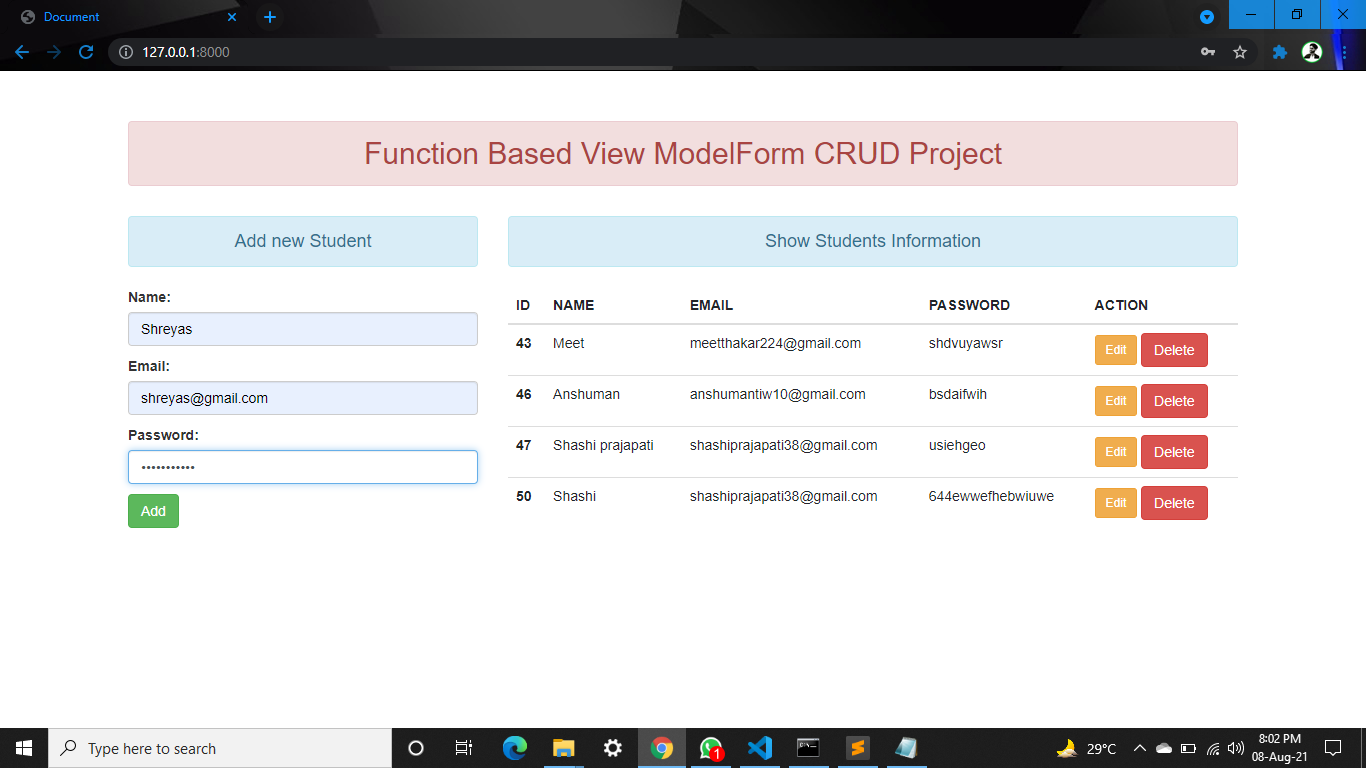 Document
127.0.0.1:8000
Function Based View ModelForm CRUD Project
Add new Student
Show Students Information
Name:
Shreyas
Email:
shreyas@gmail.com
Password:
•••••••••••
Add
ID NAME EMAIL PASSWORD ACTION
43 Meet meetthakar224@gmail.com shdvuyawsr Edit Delete
46 Anshuman anshumantiw10@gmail.com bsdaifwih Edit Delete
47 Shashi prajapati shashiprajapati38@gmail.com usiehgeo Edit Delete
50 Shashi shashiprajapati38@gmail.com 644ewwefhebwiuwe Edit Delete
Type here to search
1
29°C
8:02 PM
08-Aug-21